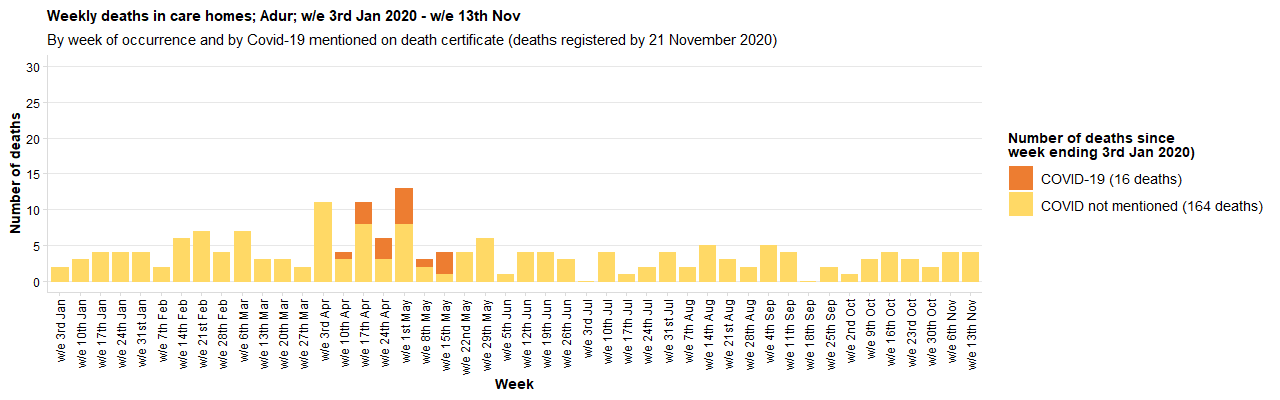 Weekly deaths in care homes; Adur; w/e 3rd Jan 2020 - w/e 13th Nov
By week of occurrence and by Covid-19 mentioned on death certificate (deaths registered by 21 November 2020)
Number of deaths
30
25
20
15
10
5
0
w/e 3rd Jan
w/e 10th Jan
w/e 17th Jan
w/e 24th Jan
w/e 31st Jan
w/e 7th Feb
w/e 14th Feb
w/e 21st Feb
w/e 28th Feb
w/e 6th Mar
w/e 13th Mar
w/e 20th Mar
w/e 27th Mar
w/e 3rd Apr
w/e 10th Apr
w/e 17th Apr
w/e 24th Apr
w/e 1st May
w/e 8th May
w/e 15th May
w/e 22nd May
w/e 29th May
w/e 5th Jun
w/e 12th Jun
w/e 19th Jun
w/e 26th Jun
w/e 3rd Jul
w/e 10th Jul
w/e 17th Jul
w/e 24th Jul
w/e 31st Jul
w/e 7th Aug
w/e 14th Aug
w/e 21st Aug
w/e 28th Aug
w/e 4th Sep
w/e 11th Sep
w/e 18th Sep
w/e 25th Sep
w/e 2nd Oct
w/e 9th Oct
w/e 16th Oct
w/e 23rd Oct
w/e 30th Oct
w/e 6th Nov
w/e 13th Nov
Week
Number of deaths since
week ending 3rd Jan 2020)
COVID-19 (16 deaths)
COVID not mentioned (164 deaths)